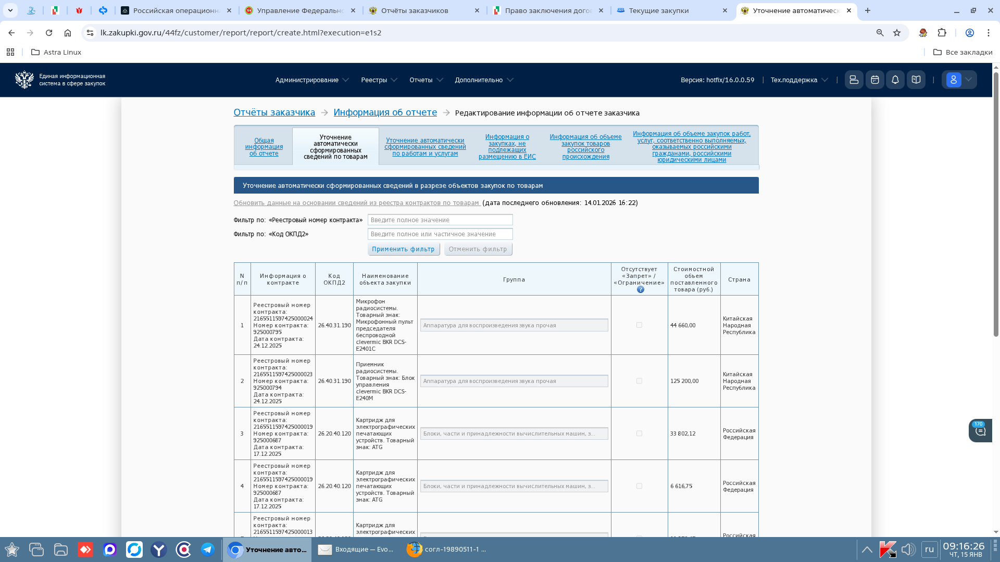 Российская операционн
Управление Федерально
Отчёты заказчиков
Право заключения догов
Текущие закупки
Уточнение автоматическ
lk.zakupki.gov.ru/44fz/customer/report/report/create.html?execution=e1s2
Astra Linux
Все закладки
Единая информационная
система в сфере закупок
Администрирование
Реестры
Отчеты
Дополнительно
Версия: hotfix/16.0.0.59
Тех.поддержка
Отчёты заказчика
Информация об отчете
Редактирование информации об отчете заказчика
Общая
информация
об отчете
Уточнение
автоматически
сформированных
сведений по товарам
Уточнение автоматически
сформированных сведений
по работам и услугам
Информация о
закупках, не
подлежащих
размещению в ЕИС
Информация об объеме
закупок товаров
российского
происхождения
Информация об объеме закупок работ,
услуг, соответственно выполняемых,
оказываемых российскими
гражданами, российскими
юридическими лицами
Уточнение автоматически сформированных сведений в разрезе объектов закупок по товарам
Обновить данные на основании сведений из реестра контрактов по товарам (дата последнего обновления: 14.01.2026 16:22)
Фильтр по: «Реестровый номер контракта»
Введите полное значение
Фильтр по: «Код ОКПД2»
Введите полное или частичное значение
Применить фильтр
Отменить фильтр
N
п/п
Информация о
контракте
Код
ОКПД2
Наименование
объекта закупки
Группа
Отсутствует
«Запрет» /
«Ограничение»
?
Стоимостной
объем
поставленного
товара (руб.)
Страна
1
Реестровый номер
контракта:
2165511597425000024
Номер контракта:
925000795
Дата контракта:
24.12.2025
26.40.31.190
Микрофон
радиосистемы.
Товарный знак:
Микрофонный пульт
председателя
беспроводной
clevermic BKR DCS-
E2401C
Аппаратура для воспроизведения звука прочая
44 660,00
Китайская
Народная
Республика
2
Реестровый номер
контракта:
2165511597425000023
Номер контракта:
925000794
Дата контракта:
24.12.2025
26.40.31.190
Приемник
радиосистемы.
Товарный знак: Блок
управления
clevermic BKR DCS-
E240M
Аппаратура для воспроизведения звука прочая
125 200,00
Китайская
Народная
Республика
3
Реестровый номер
контракта:
2165511597425000019
Номер контракта:
925000687
Дата контракта:
17.12.2025
26.20.40.120
Картридж для
электрографических
печатающих
устройств. Товарный
знак: ATG
Блоки, части и принадлежности вычислительных машин, з...
33 802,12
Российская
Федерация
4
Реестровый номер
контракта:
2165511597425000019
Номер контракта:
925000687
Дата контракта:
17.12.2025
26.20.40.120
Картридж для
электрографических
печатающих
устройств. Товарный
знак: ATG
Блоки, части и принадлежности вычислительных машин, з...
6 616,75
Российская
Федерация
Реестровый номер
контракта:
2165511597425000013
Картридж для
электрографических
Российская
170
Уточнение авто...
Входящие — Evo...
согл-19890511-1 ...
ru
09:16:26
ЧТ, 15 ЯНВ